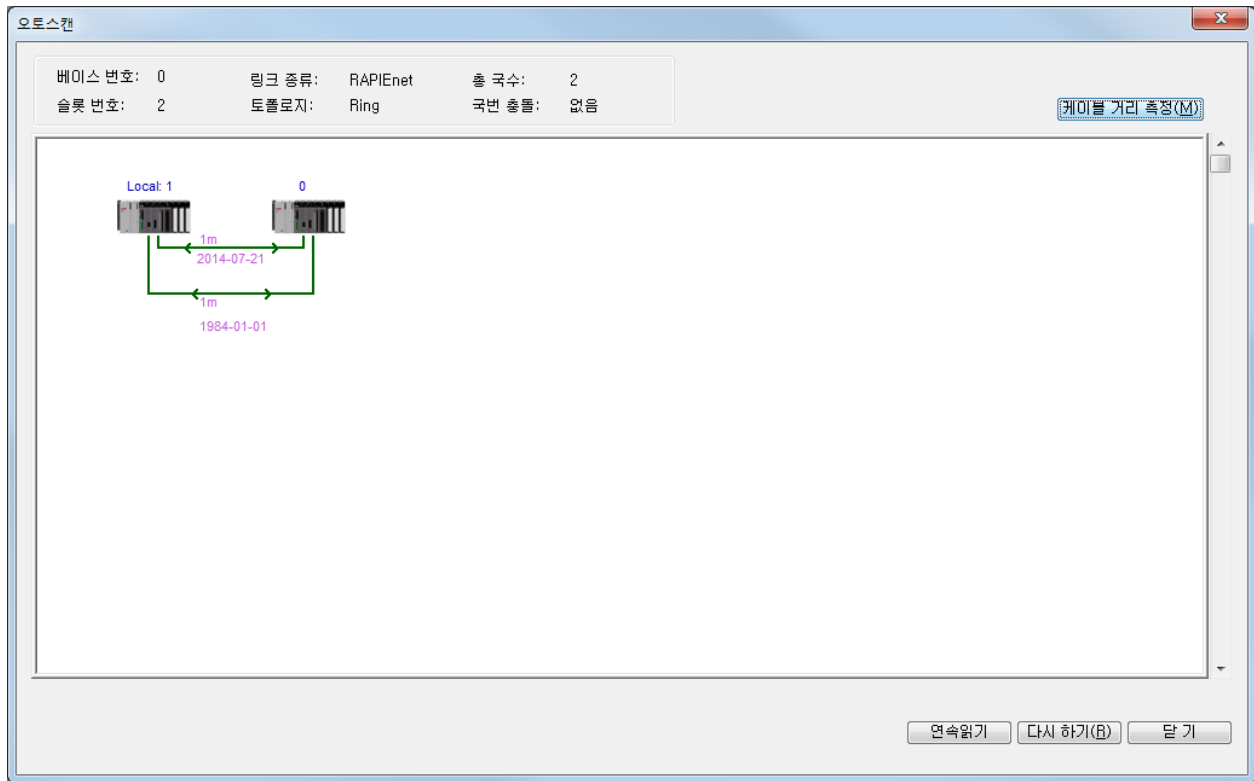 오토스캔
베이스 번호: 0 링크 종류: RAPIEnet 총 국수: 2
슬롯 번호: 2 토폴로지: Ring 국번 충돌: 없음
케이블 거리 측정(M)
Local: 1 0
1m
2014-07-21
1m
1984-01-01
연속읽기 다시 하기(R) 닫 기